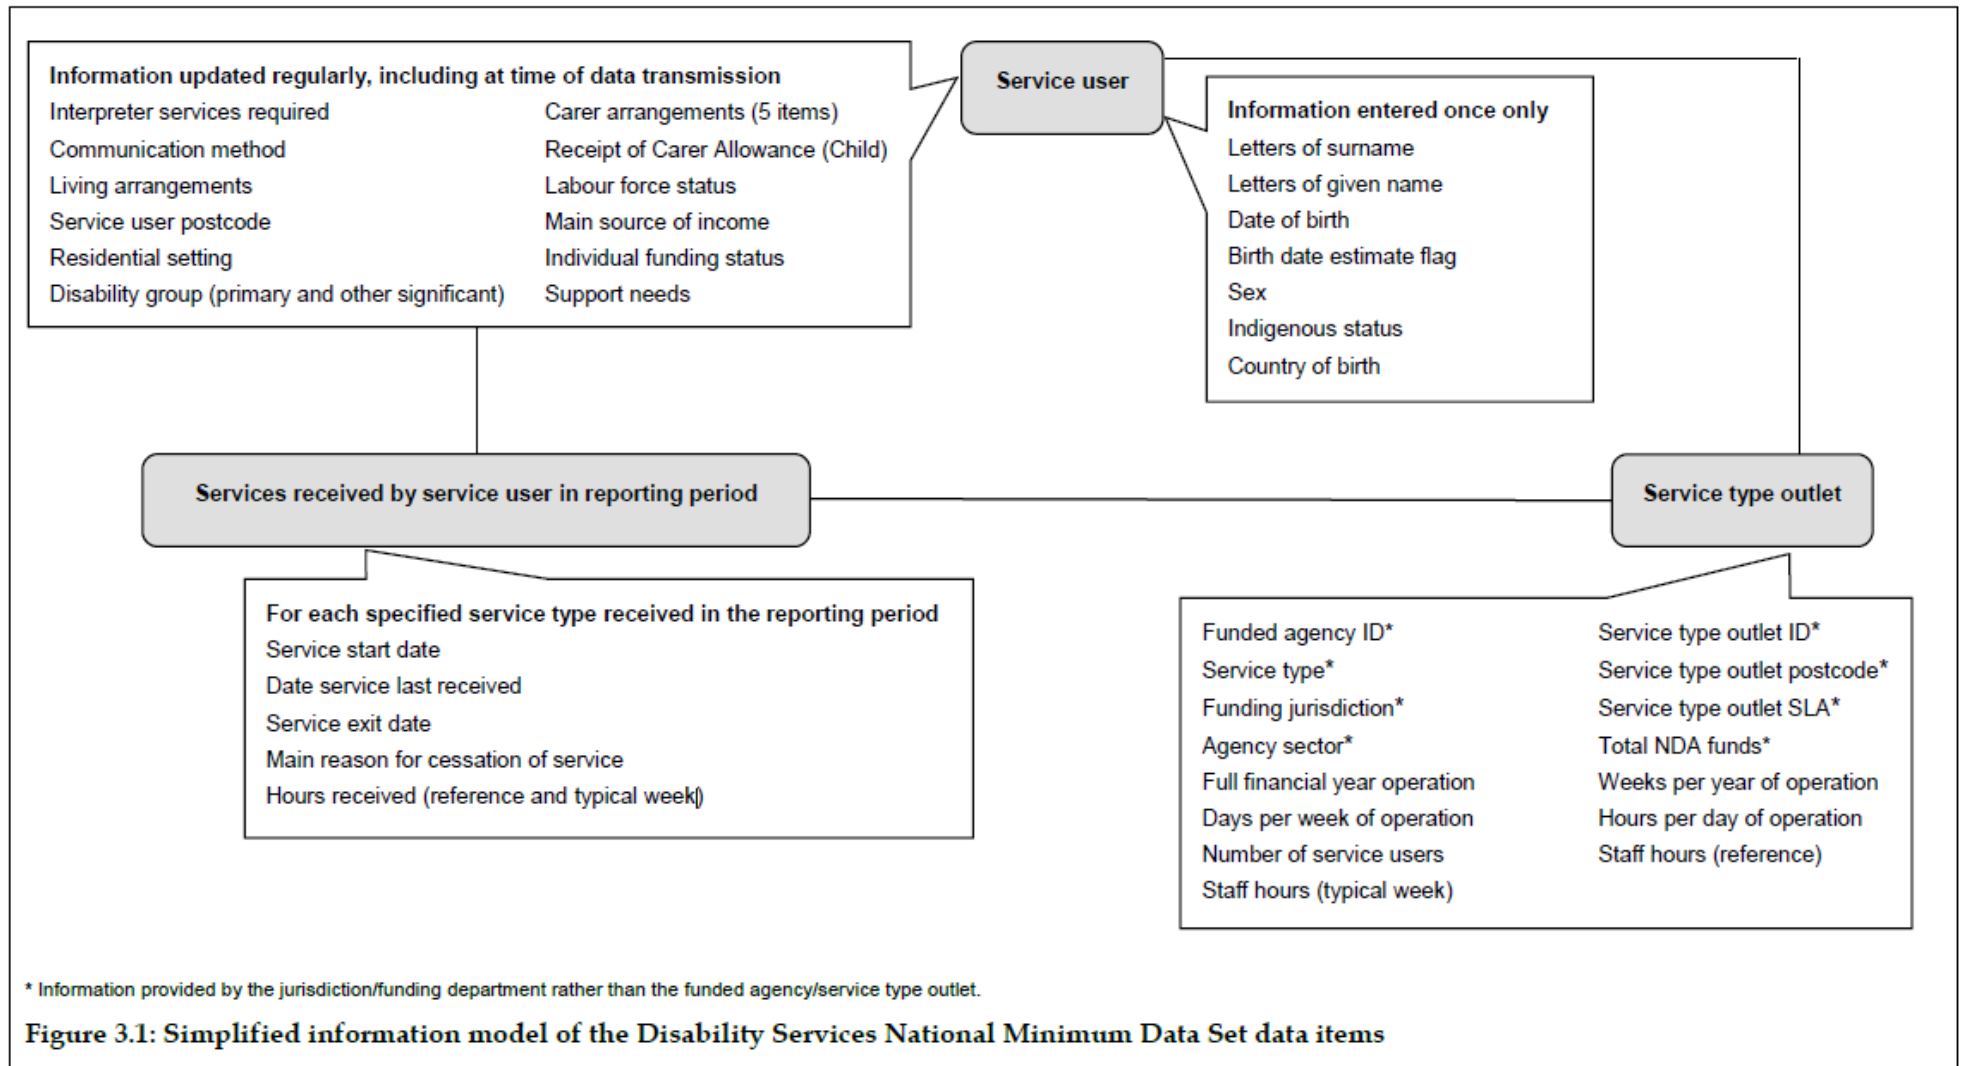 Service user
Information updated regularly, including at time of data transmission
Interpreter services required
Communication method
Living arrangements
Service user postcode
Residential setting
Disability group (primary and other significant)
Carer arrangements (5 items)
Receipt of Carer Allowance (Child)
Labour force status
Main source of income
Individual funding status
Support needs
Information entered once only
Letters of surname
Letters of given name
Date of birth
Birth date estimate flag
Sex
Indigenous status
Country of birth
Services received by service user in reporting period
Service type outlet
For each specified service type received in the reporting period
Service start date
Date service last received
Service exit date
Main reason for cessation of service
Hours received (reference and typical week)
Funded agency ID*
Service type*
Funding jurisdiction*
Agency sector*
Full financial year operation
Days per week of operation
Number of service users
Staff hours (typical week)
Service type outlet ID*
Service type outlet postcode*
Service type outlet SLA*
Total NDA funds*
Weeks per year of operation
Hours per day of operation
Staff hours (reference)
* Information provided by the jurisdiction/funding department rather than the funded agency/service type outlet.
Figure 3.1: Simplified information model of the Disability Services National Minimum Data Set data items